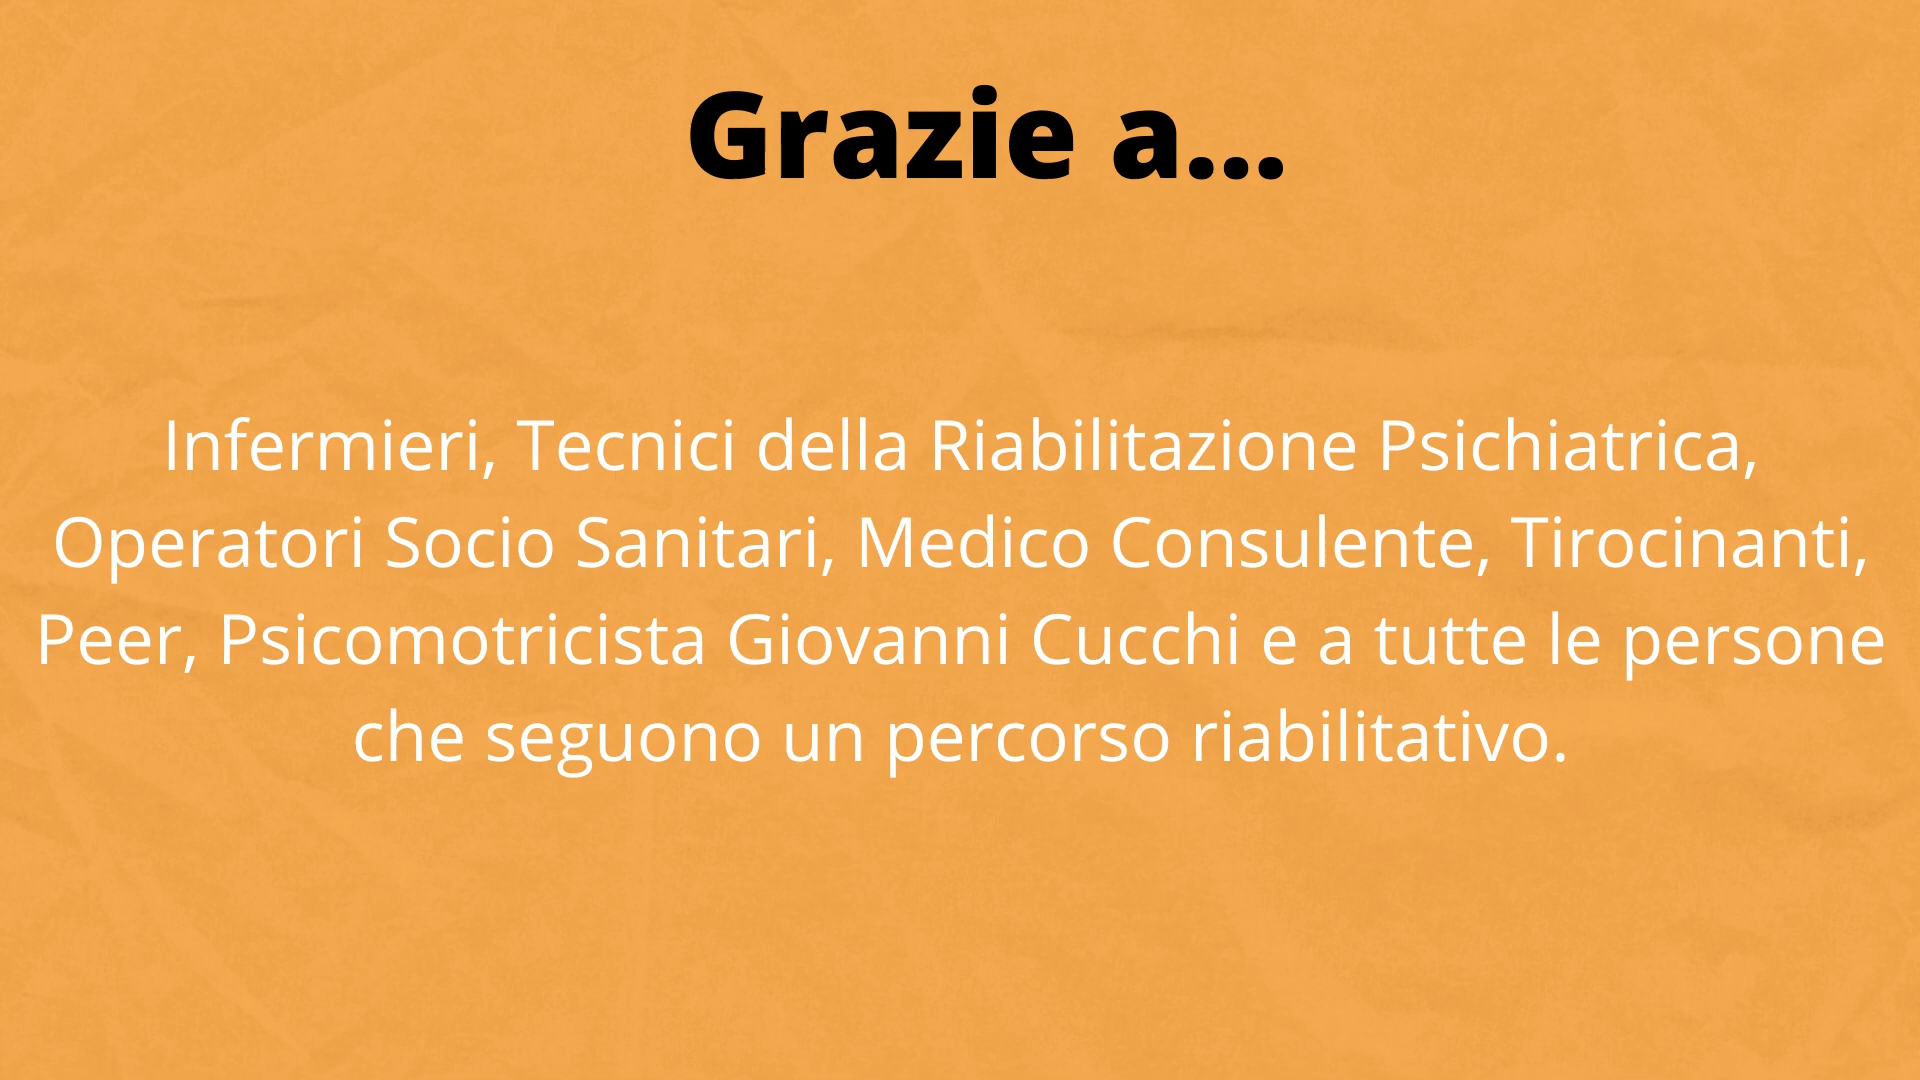 Grazie a...
Infermieri, Tecnici della Riabilitazione Psichiatrica,
Operatori Socio Sanitari, Medico Consulente, Tirocinanti,
Peer, Psicomotricista Giovanni Cucchi e a tutte le persone
che seguono un percorso riabilitativo.